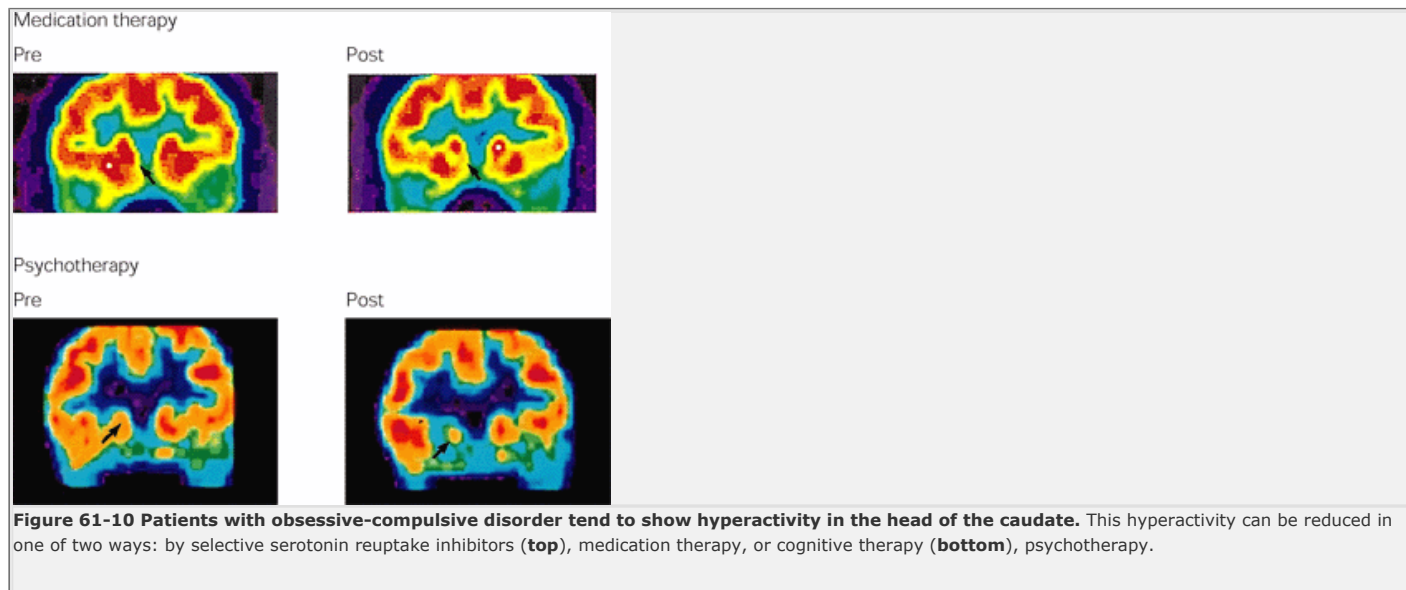 Medication therapy
Pre Post
Psychotherapy
Pre Post
Figure 61-10 Patients with obsessive-compulsive disorder tend to show hyperactivity in the head of the caudate. This hyperactivity can be reduced in
one of two ways: by selective serotonin reuptake inhibitors (top), medication therapy, or cognitive therapy (bottom), psychotherapy.